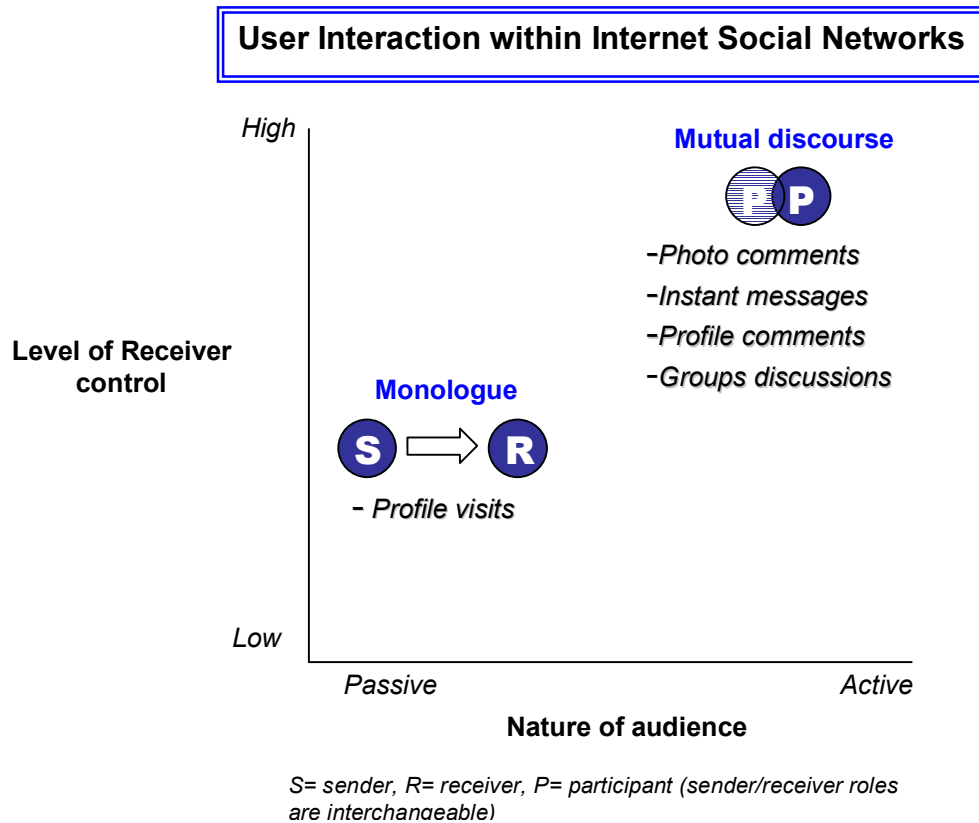 User Interaction within Internet Social Networks
High
Mutual discourse
P P
-Photo comments
-Instant messages
-Profile comments
-Groups discussions
Level of Receiver
control
Monologue
S R
- Profile visits
Low
Passive Active
Nature of audience
S= sender, R= receiver, P= participant (sender/receiver roles
are interchangeable)